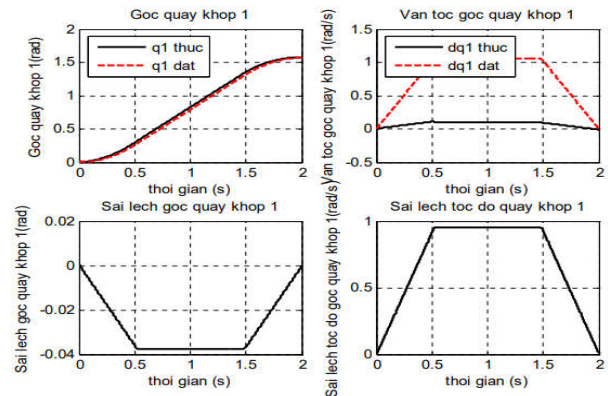 Goc quay khop 1
Goc quay khop 1(rad)
2
1.5
1
0.5
0
q1 thuc
q1 dat
0 0.5 1 1.5 2
thoi gian (s)
Van toc goc quay khop 1
Van toc goc quay khop 1(rad/s)
1.5
1
0.5
0
-0.5
dq1 thuc
dq1 dat
0 0.5 1 1.5 2
thoi gian (s)
Sai lech goc quay khop 1
Sai lech goc quay khop 1(rad)
0.02
0
-0.02
-0.04
0 0.5 1 1.5 2
thoi gian (s)
Sai lech toc do quay khop 1
Sai lech toc do goc quay khop 1(rad/s)
1
0.5
0
0 0.5 1 1.5 2
thoi gian (s)